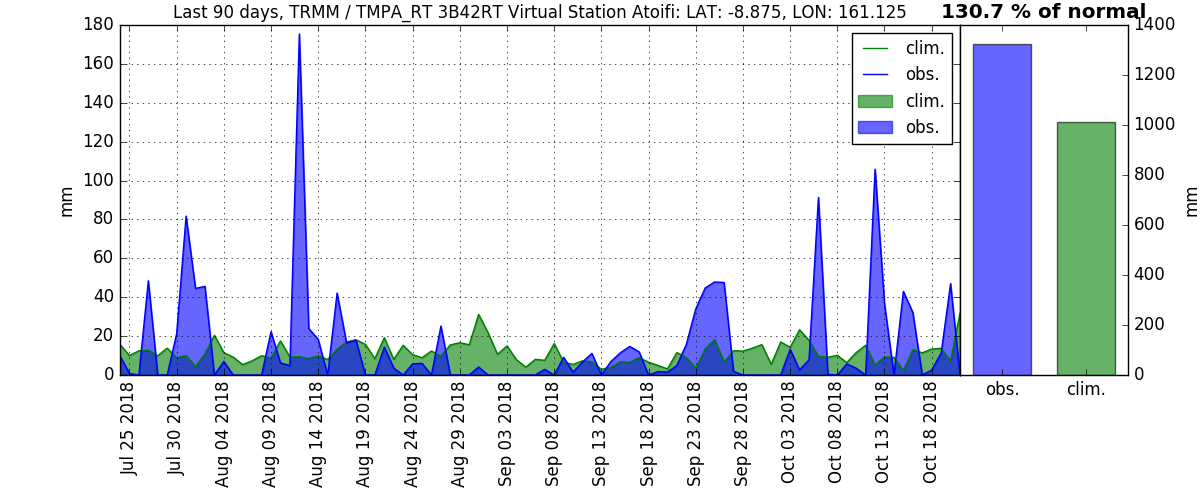 Last 90 days, TRMM / TMPA_RT 3B42RT Virtual Station Atoifi: LAT: -8.875, LON: 161.125
130.7 % of normal
180
160
140
120
100
80
60
40
20
0
mm
clim.
obs.
clim.
obs.
Jul 25 2018
Jul 30 2018
Aug 04 2018
Aug 09 2018
Aug 14 2018
Aug 19 2018
Aug 24 2018
Aug 29 2018
Sep 03 2018
Sep 08 2018
Sep 13 2018
Sep 18 2018
Sep 23 2018
Sep 28 2018
Oct 03 2018
Oct 08 2018
Oct 13 2018
Oct 18 2018
1400
1200
1000
800
600
400
200
0
mm
obs.
clim.